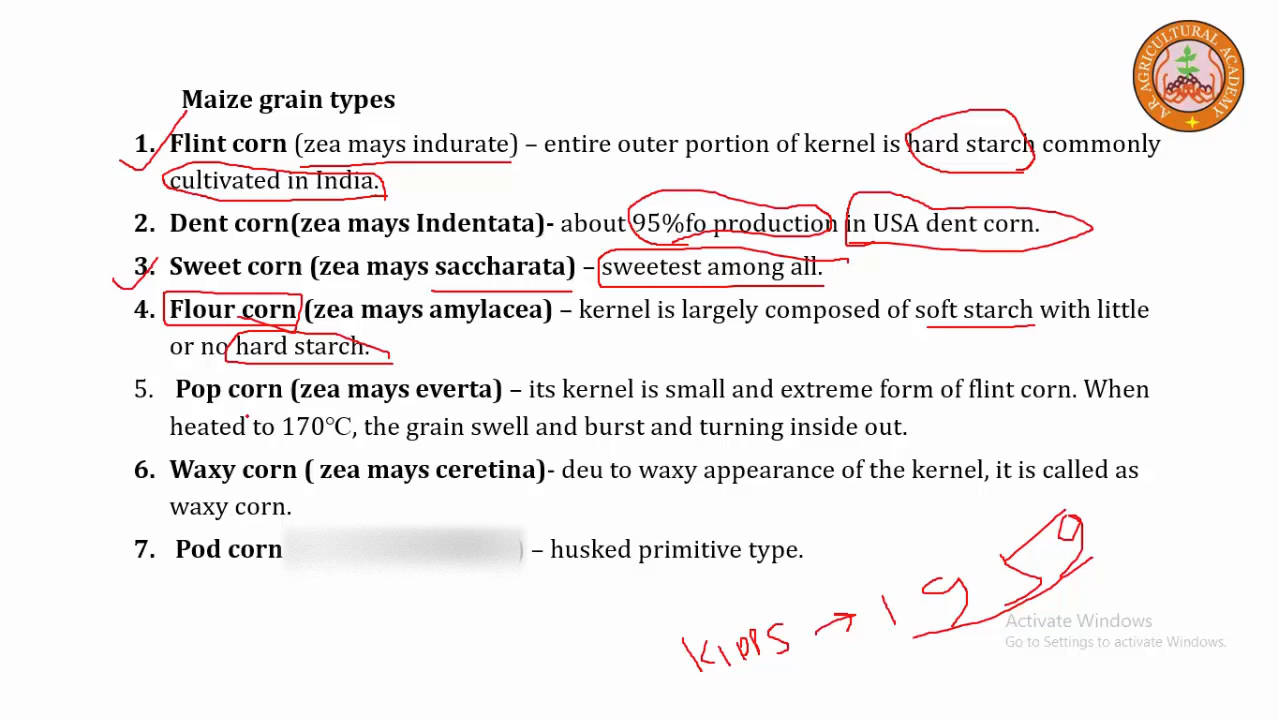 A.R AGRICULTURAL ACADEMY
Maize grain types
1. Flint corn (zea mays indurate) – entire outer portion of kernel is hard starch commonly
cultivated in India.
2. Dent corn(zea mays Indentata)- about 95%fo production in USA dent corn.
3. Sweet corn (zea mays saccharata) – sweetest among all.
4. Flour corn (zea mays amylacea) – kernel is largely composed of soft starch with little
or no hard starch.
5. Pop corn (zea mays everta) – its kernel is small and extreme form of flint corn. When
heated to 170°C, the grain swell and burst and turning inside out.
6. Waxy corn ( zea mays ceretina)- deu to waxy appearance of the kernel, it is called as
waxy corn.
7. Pod corn ) – husked primitive type.
→ 1950
Activate Windows
Go to Settings to activate Windows.